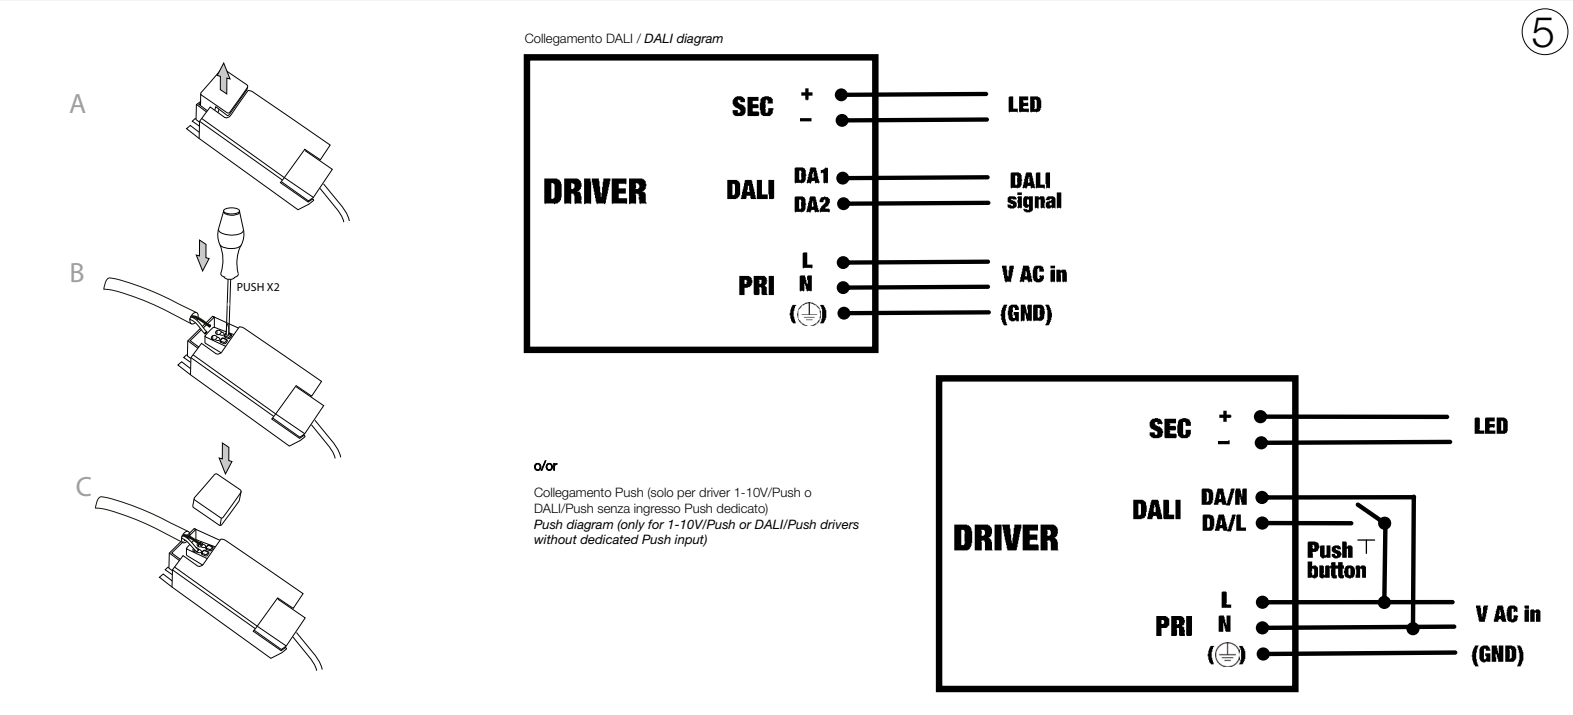 5
A
B
PUSH X2
C
Collegamento DALI / DALI diagram
DRIVER
SEC
+
–
LED
DALI
DA1
DA2
DALI
signal
PRI
L
N
( )
V AC in
(GND)
o/or
Collegamento Push (solo per driver 1-10V/Push o
DALI/Push senza ingresso Push dedicato)
Push diagram (only for 1-10V/Push or DALI/Push drivers
without dedicated Push input)
DRIVER
SEC
+
–
LED
DALI
DA/N
DA/L
Push
button
PRI
L
N
( )
V AC in
(GND)